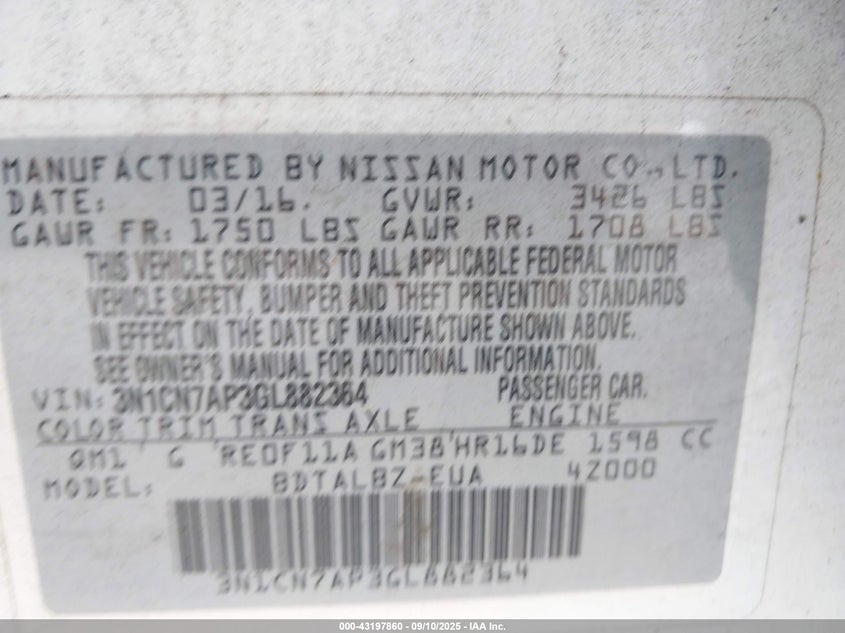 MANUFACTURED BY NISSAN MOTOR CO.,LTD.
DATE: 03/16. GVWR: 3426 LBS
GAWR FR: 1750 LBS GAWR RR: 1708 LBS
THIS VEHICLE CONFORMS TO ALL APPLICABLE FEDERAL MOTOR
VEHICLE SAFETY, BUMPER AND THEFT PREVENTION STANDARDS
IN EFFECT ON THE DATE OF MANUFACTURE SHOWN ABOVE.
SEE OWNER'S MANUAL FOR ADDITIONAL INFORMATION.
VIN: 3N1CN7AP3GL882364 PASSENGER CAR.
COLOR TRIM TRANS AXLE ENGINE
QM1 G RE0F11A GM38 HR16DE 1598 CC
MODEL: BDTALBZ-EUA 4Z000
3N1CN7AP3GL882364
000-43197860 - 09/10/2025 - IAA Inc.